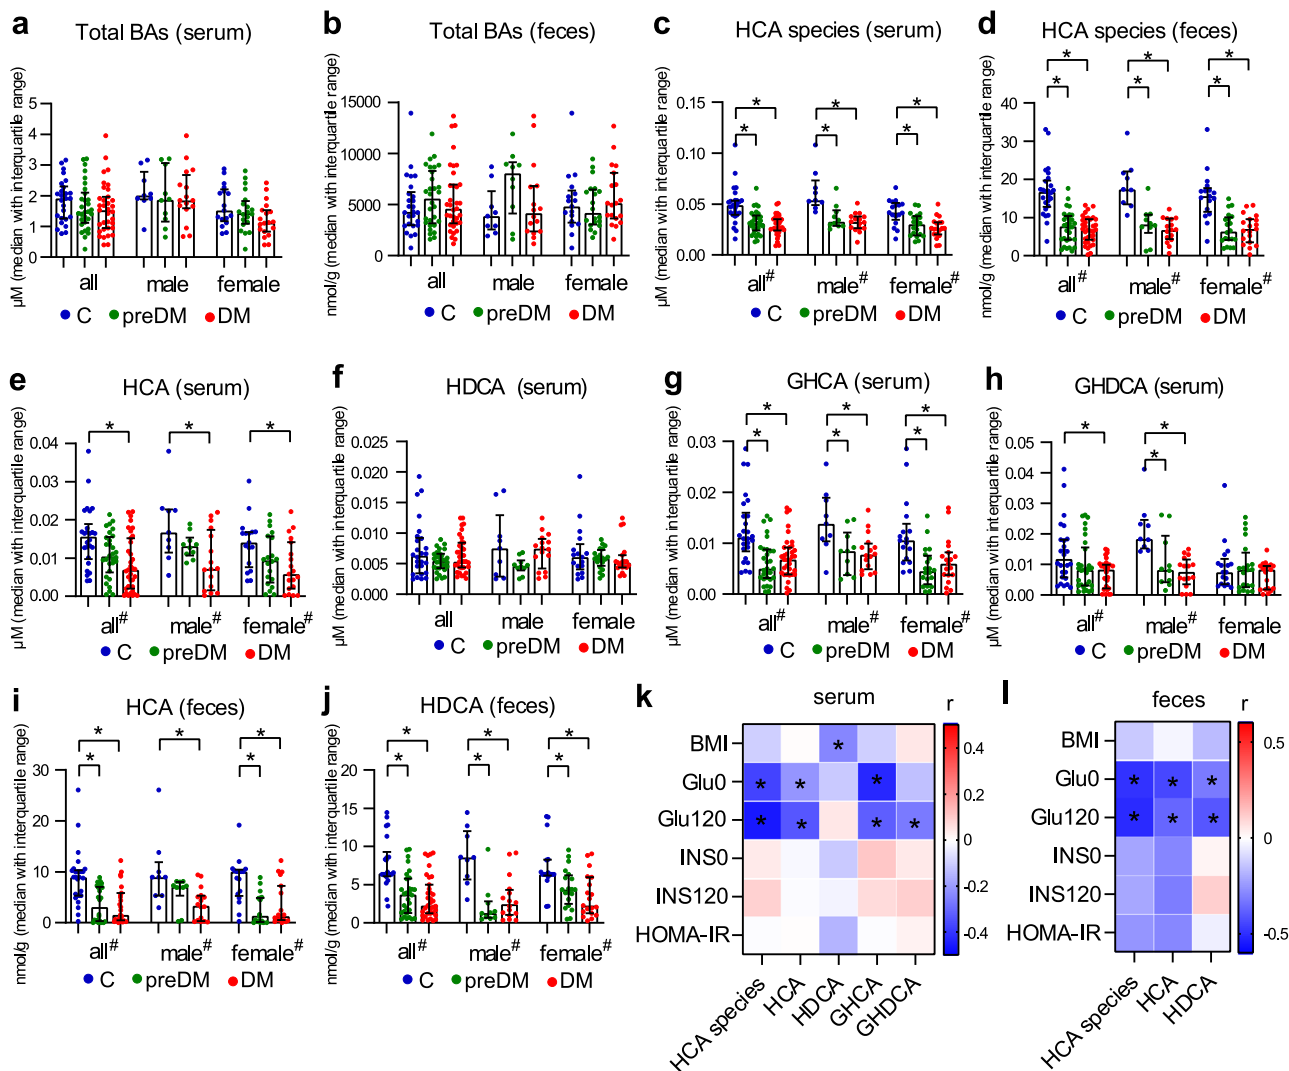 a
Total BAs (serum)
µM (median with interquartile range)
5
4
3
2
1
0
all
male
female
C
preDM
DM
b
Total BAs (feces)
nmol/g (median with interquartile range)
15000
10000
5000
0
all
male
female
C
preDM
DM
c
HCA species (serum)
µM (median with interquartile range)
0.15
0.10
0.05
0.00
* * * * * *
all#
male#
female#
C
preDM
DM
d
HCA species (feces)
nmol/g (median with interquartile range)
40
30
20
10
0
* * * * * *
all#
male#
female#
C
preDM
DM
e
HCA (serum)
µM (median with interquartile range)
0.04
0.03
0.02
0.01
0.00
* * *
all#
male#
female#
C
preDM
DM
f
HDCA (serum)
µM (median with interquartile range)
0.025
0.020
0.015
0.010
0.005
0.000
all
male
female
C
preDM
DM
g
GHCA (serum)
µM (median with interquartile range)
0.03
0.02
0.01
0.00
* * * * * *
all#
male#
female#
C
preDM
DM
h
GHDCA (serum)
µM (median with interquartile range)
0.05
0.04
0.03
0.02
0.01
0.00
* * *
all#
male#
female
C
preDM
DM
i
HCA (feces)
nmol/g (median with interquartile range)
30
20
10
0
* * * * *
all#
male#
female#
C
preDM
DM
j
HDCA (feces)
nmol/g (median with interquartile range)
20
15
10
5
0
* * * * * *
all#
male#
female#
C
preDM
DM
k
serum
r
BMI
*
Glu0
* * *
Glu120
* * * *
INS0
INS120
HOMA-IR
HCA species
HCA
HDCA
GHCA
GHDCA
0.4
0.2
0
-0.2
-0.4
l
feces
r
BMI
Glu0
* * *
Glu120
* * *
INS0
INS120
HOMA-IR
HCA species
HCA
HDCA
0.5
0
-0.5